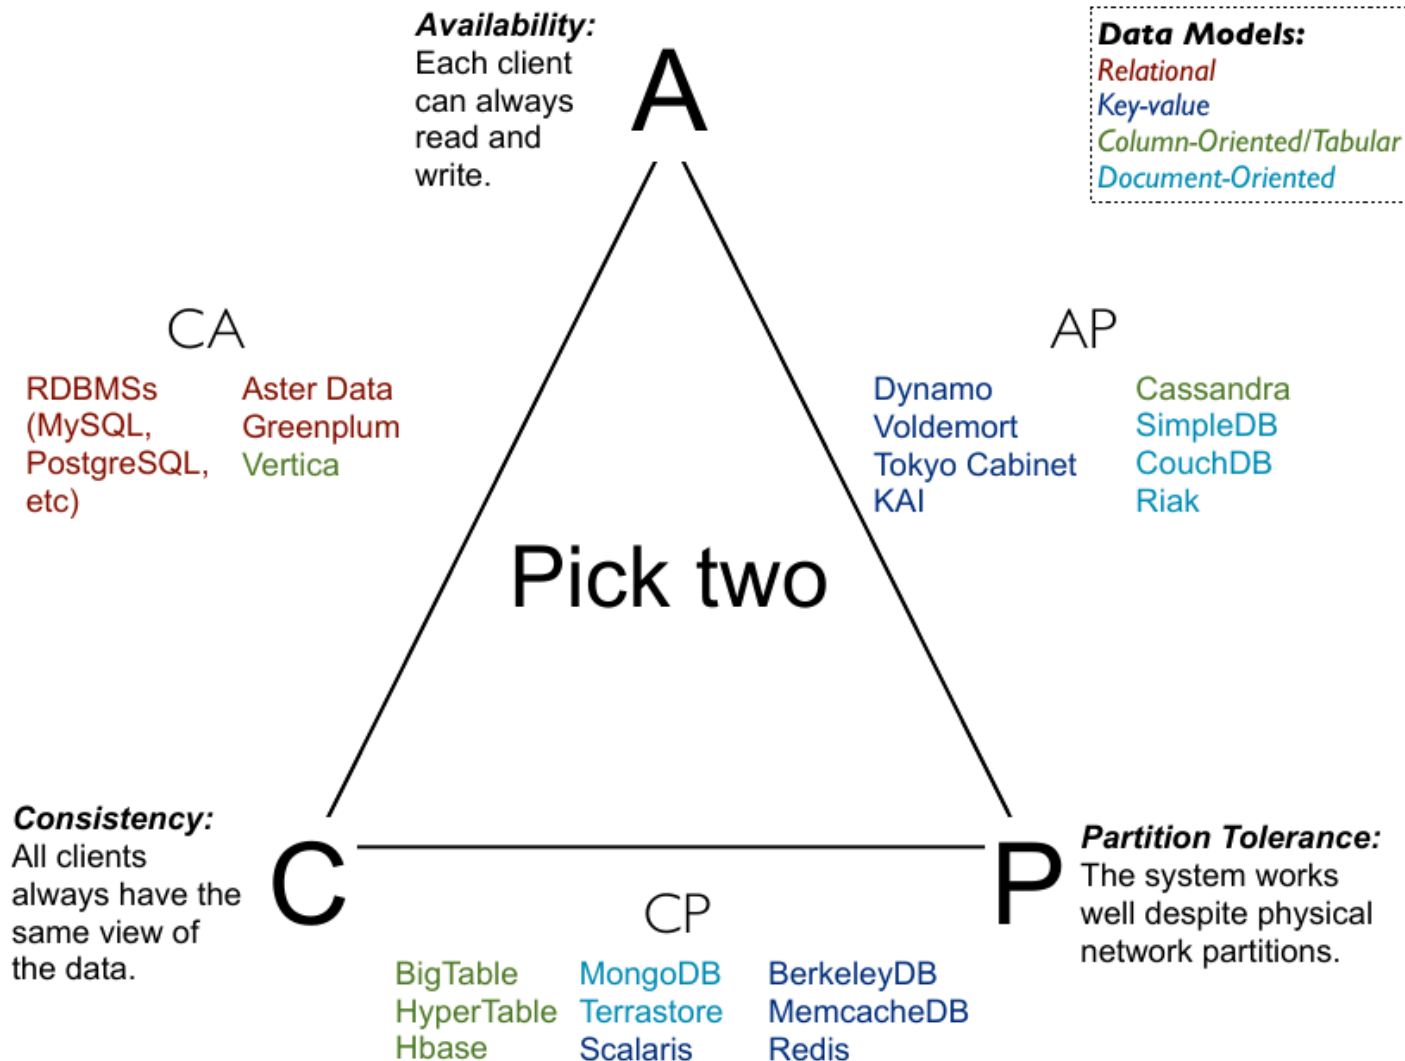 Availability:
Each client
can always
read and
write.
A
Data Models:
Relational
Key-value
Column-Oriented/Tabular
Document-Oriented
CA
RDBMSs
(MySQL,
PostgreSQL,
etc)
Aster Data
Greenplum
Vertica
AP
Dynamo
Voldemort
Tokyo Cabinet
KAI
Cassandra
SimpleDB
CouchDB
Riak
Pick two
Consistency:
All clients
always have the
same view of
the data.
C
P
Partition Tolerance:
The system works
well despite physical
network partitions.
CP
BigTable
HyperTable
Hbase
MongoDB
Terrastore
Scalaris
BerkeleyDB
MemcacheDB
Redis